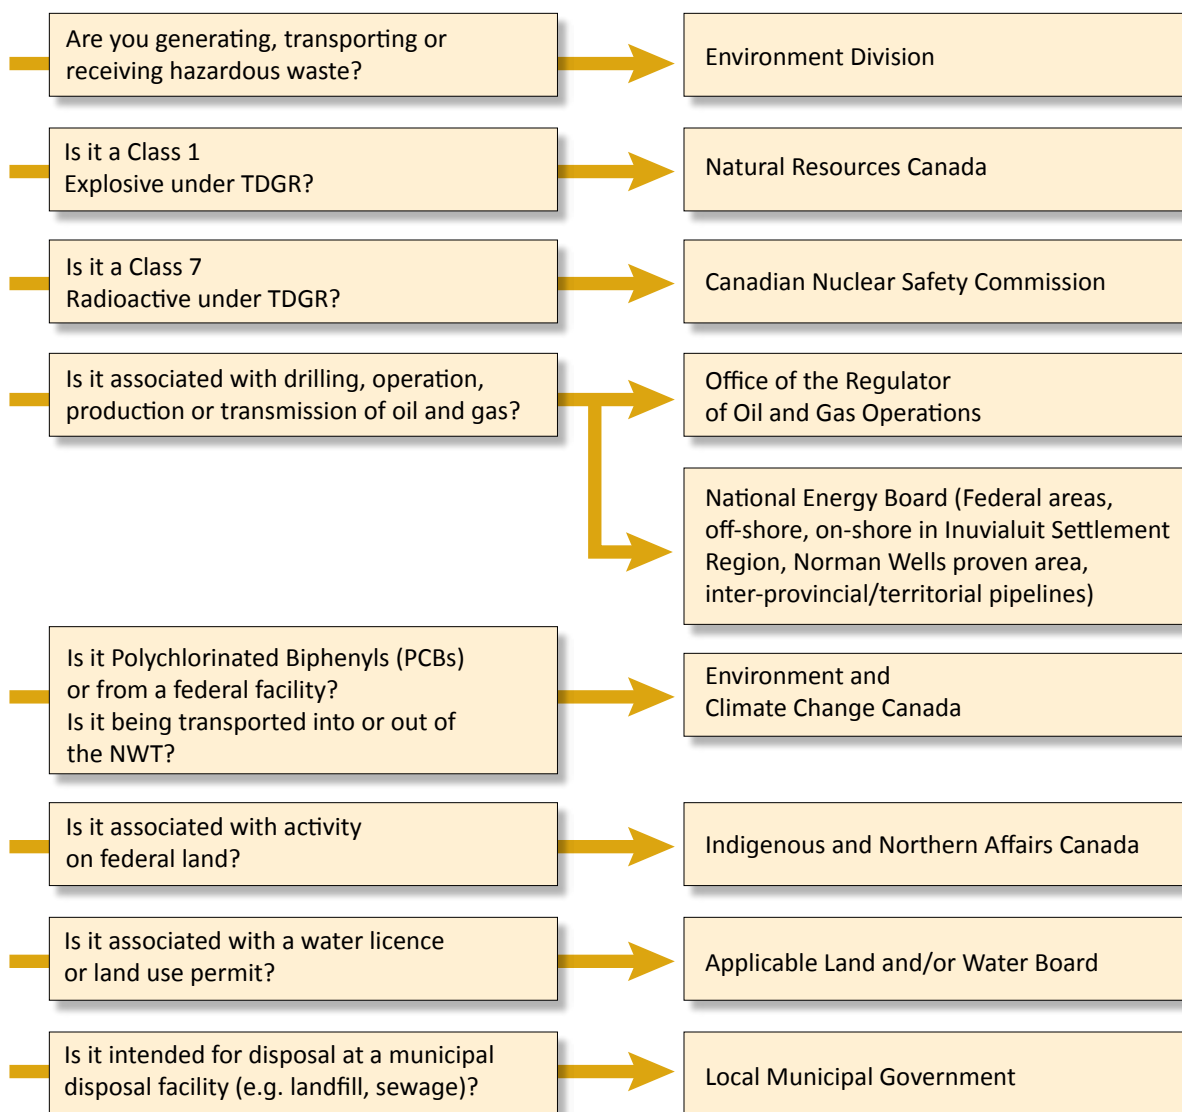 Are you generating, transporting or
receiving hazardous waste?
Environment Division
Is it a Class 1
Explosive under TDGR?
Natural Resources Canada
Is it a Class 7
Radioactive under TDGR?
Canadian Nuclear Safety Commission
Is it associated with drilling, operation,
production or transmission of oil and gas?
Office of the Regulator
of Oil and Gas Operations
National Energy Board (Federal areas,
off-shore, on-shore in Inuvialuit Settlement
Region, Norman Wells proven area,
inter-provincial/territorial pipelines)
Is it Polychlorinated Biphenyls (PCBs)
or from a federal facility?
Is it being transported into or out of
the NWT?
Environment and
Climate Change Canada
Is it associated with activity
on federal land?
Indigenous and Northern Affairs Canada
Is it associated with a water licence
or land use permit?
Applicable Land and/or Water Board
Is it intended for disposal at a municipal
disposal facility (e.g. landfill, sewage)?
Local Municipal Government